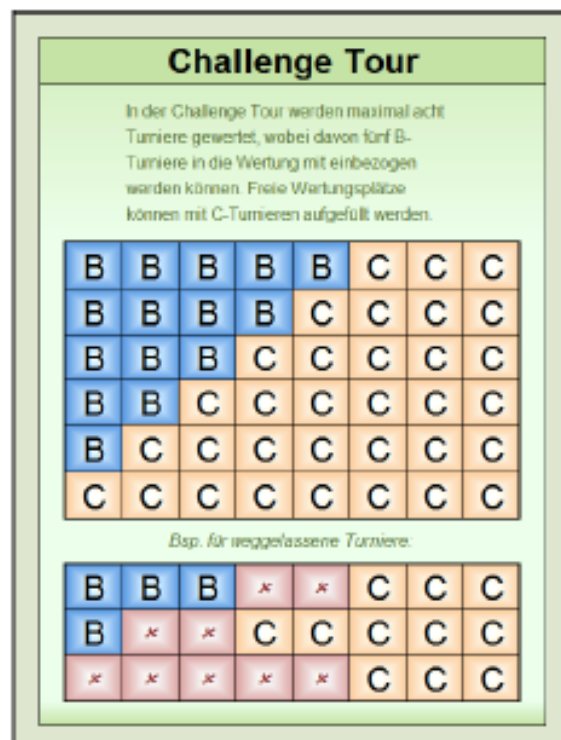 Challenge Tour
In der Challenge Tour werden maximal acht
Turniere gewertet, wobei davon fünf B-
Turniere in die Wertung mit einbezogen
werden können. Freie Wertungsplätze
können mit C-Turnieren aufgefüllt werden.
B B B B B C C C
B B B B C C C C
B B B C C C C C
B B C C C C C C
B C C C C C C C
C C C C C C C C
Bsp. für weggelassene Turniere:
B B B × × C C C
B × × C C C C C
× × × × × C C C